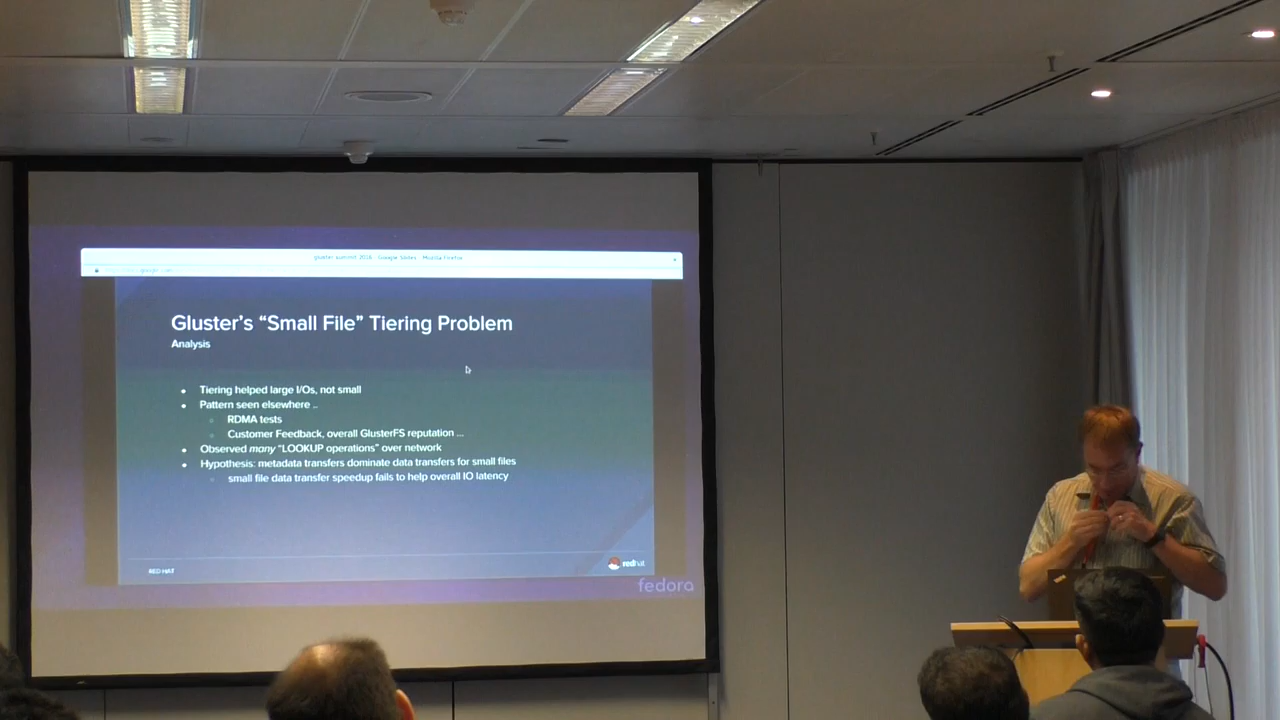 gluster summit 2016 - Google Slides - Mozilla Firefox
Gluster's “Small File” Tiering Problem
Analysis
Tiering helped large I/Os, not small
Pattern seen elsewhere ..
RDMA tests
Customer Feedback, overall GlusterFS reputation ...
Observed many “LOOKUP operations” over network
Hypothesis: metadata transfers dominate data transfers for small files
small file data transfer speedup fails to help overall IO latency
RED HAT
redhat
fedora